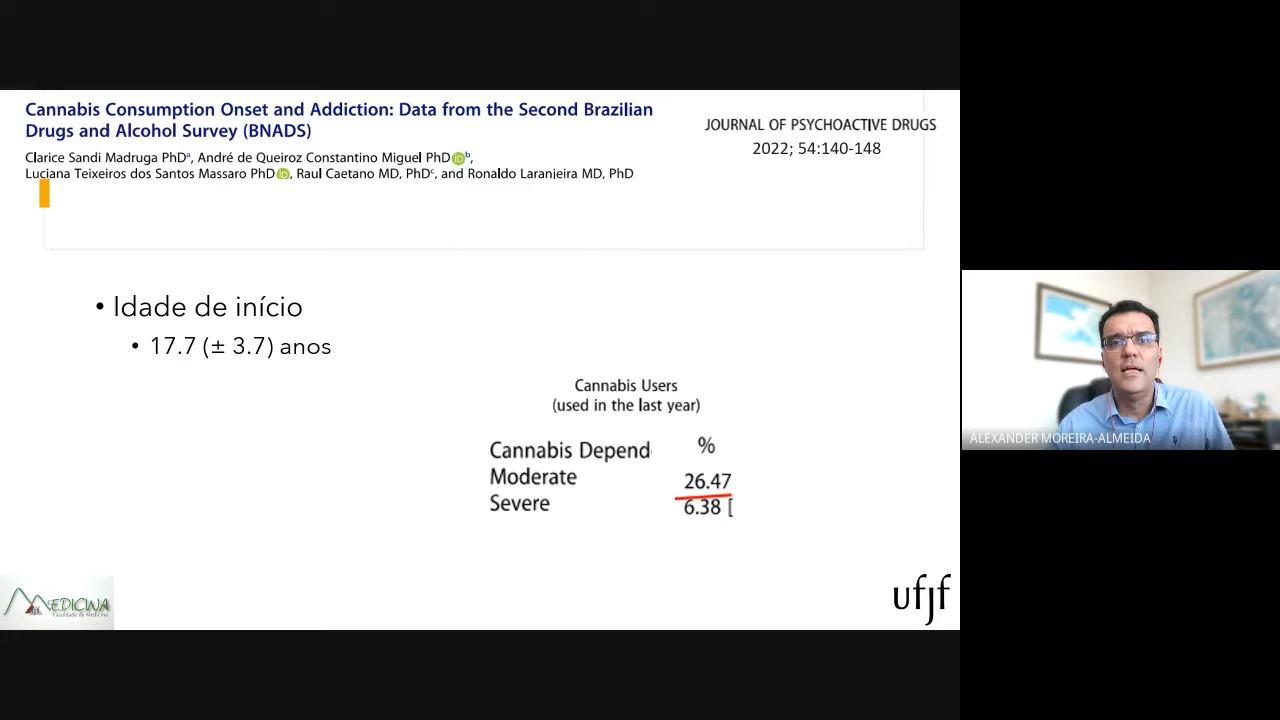 Cannabis Consumption Onset and Addiction: Data from the Second Brazilian
Drugs and Alcohol Survey (BNADS)
Clarice Sandi Madruga PhDᵃ, André de Queiroz Constantino Miguel PhD iD ᵇ,
Luciana Teixeiros dos Santos Massaro PhD iD, Raul Caetano MD, PhDᶜ, and Ronaldo Laranjeira MD, PhD
JOURNAL OF PSYCHOACTIVE DRUGS
2022; 54:140-148
• Idade de início
• 17.7 (± 3.7) anos
Cannabis Users
(used in the last year)
Cannabis Depend %
Moderate 26.47
Severe 6.38 [
MEDICINA
Faculdade de Medicina
ufjf
ALEXANDER MOREIRA-ALMEIDA